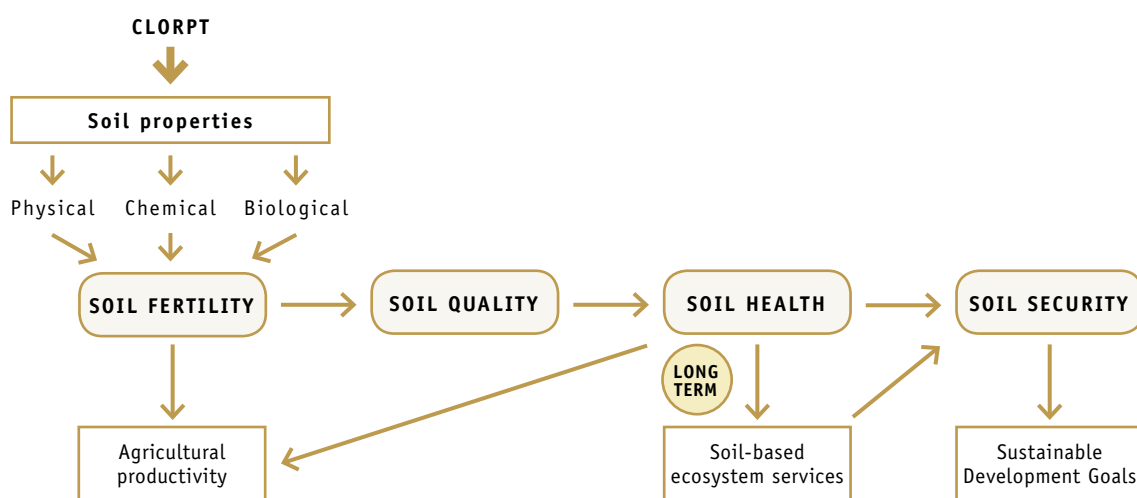 CLORPT
Soil properties
Physical Chemical Biological
SOIL FERTILITY SOIL QUALITY SOIL HEALTH SOIL SECURITY
LONG
TERM
Agricultural
productivity
Soil-based
ecosystem services
Sustainable
Development Goals